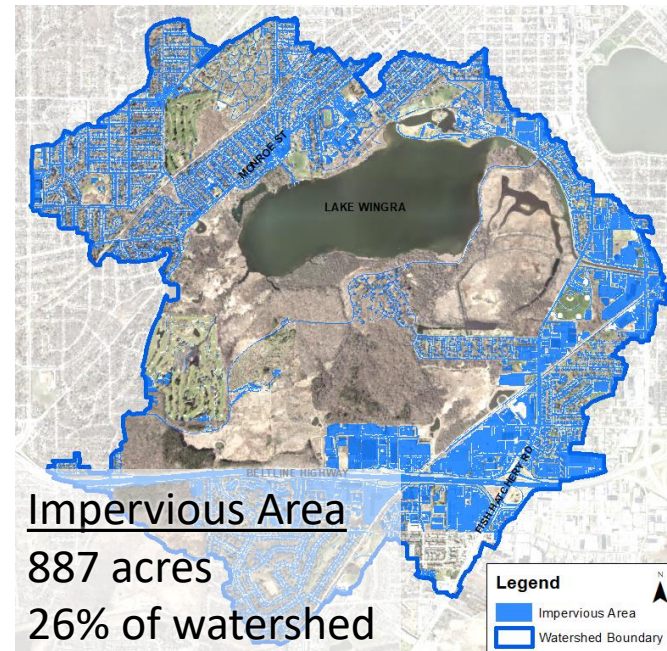 MONROE ST
LAKE WINGRA
BELTLINE HIGHWAY
FISH HATCHERY RD
Impervious Area
887 acres
26% of watershed
Legend
N
Impervious Area
Watershed Boundary